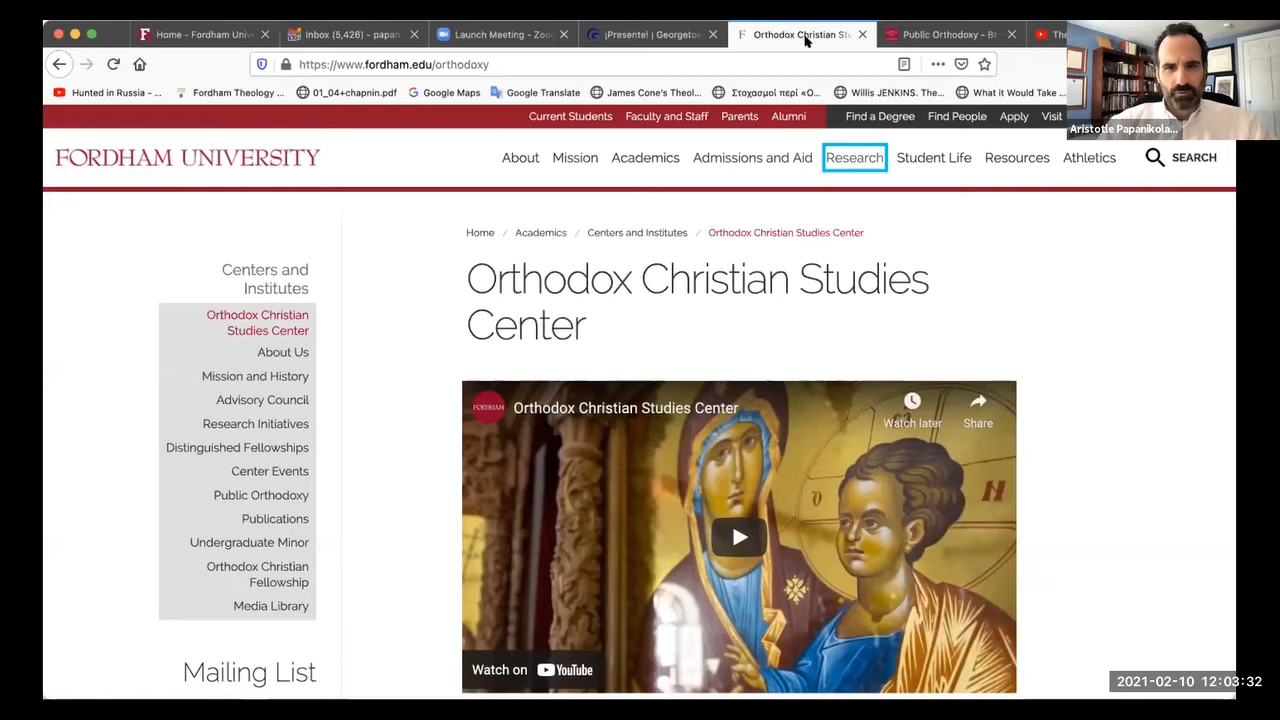 Home - Fordham Univ
Inbox (5,426) - papan
Launch Meeting - Zoo
¡Presente! | Georgetow
Orthodox Christian Stu
Public Orthodoxy - B
The
https://www.fordham.edu/orthodoxy
Hunted in Russia - ...
Fordham Theology ...
01_04+chapnin.pdf
Google Maps
Google Translate
James Cone's Theol...
Στοχασμοί περί «Ο...
Willis JENKINS. The...
What it Would Take ...
Aristotle Papanikola...
Current Students
Faculty and Staff
Parents
Alumni
Find a Degree
Find People
Apply
Visit
FORDHAM UNIVERSITY
About
Mission
Academics
Admissions and Aid
Research
Student Life
Resources
Athletics
SEARCH
Home / Academics / Centers and Institutes / Orthodox Christian Studies Center
Centers and
Institutes
Orthodox Christian
Studies Center
About Us
Mission and History
Advisory Council
Research Initiatives
Distinguished Fellowships
Center Events
Public Orthodoxy
Publications
Undergraduate Minor
Orthodox Christian
Fellowship
Media Library
Mailing List
Orthodox Christian Studies
Center
FORDHAM
Orthodox Christian Studies Center
Watch later
Share
Watch on YouTube
2021-02-10 12:03:32